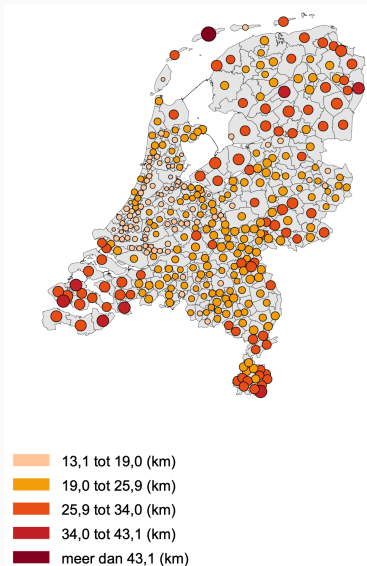 13,1 tot 19,0 (km)
19,0 tot 25,9 (km)
25,9 tot 34,0 (km)
34,0 tot 43,1 (km)
meer dan 43,1 (km)